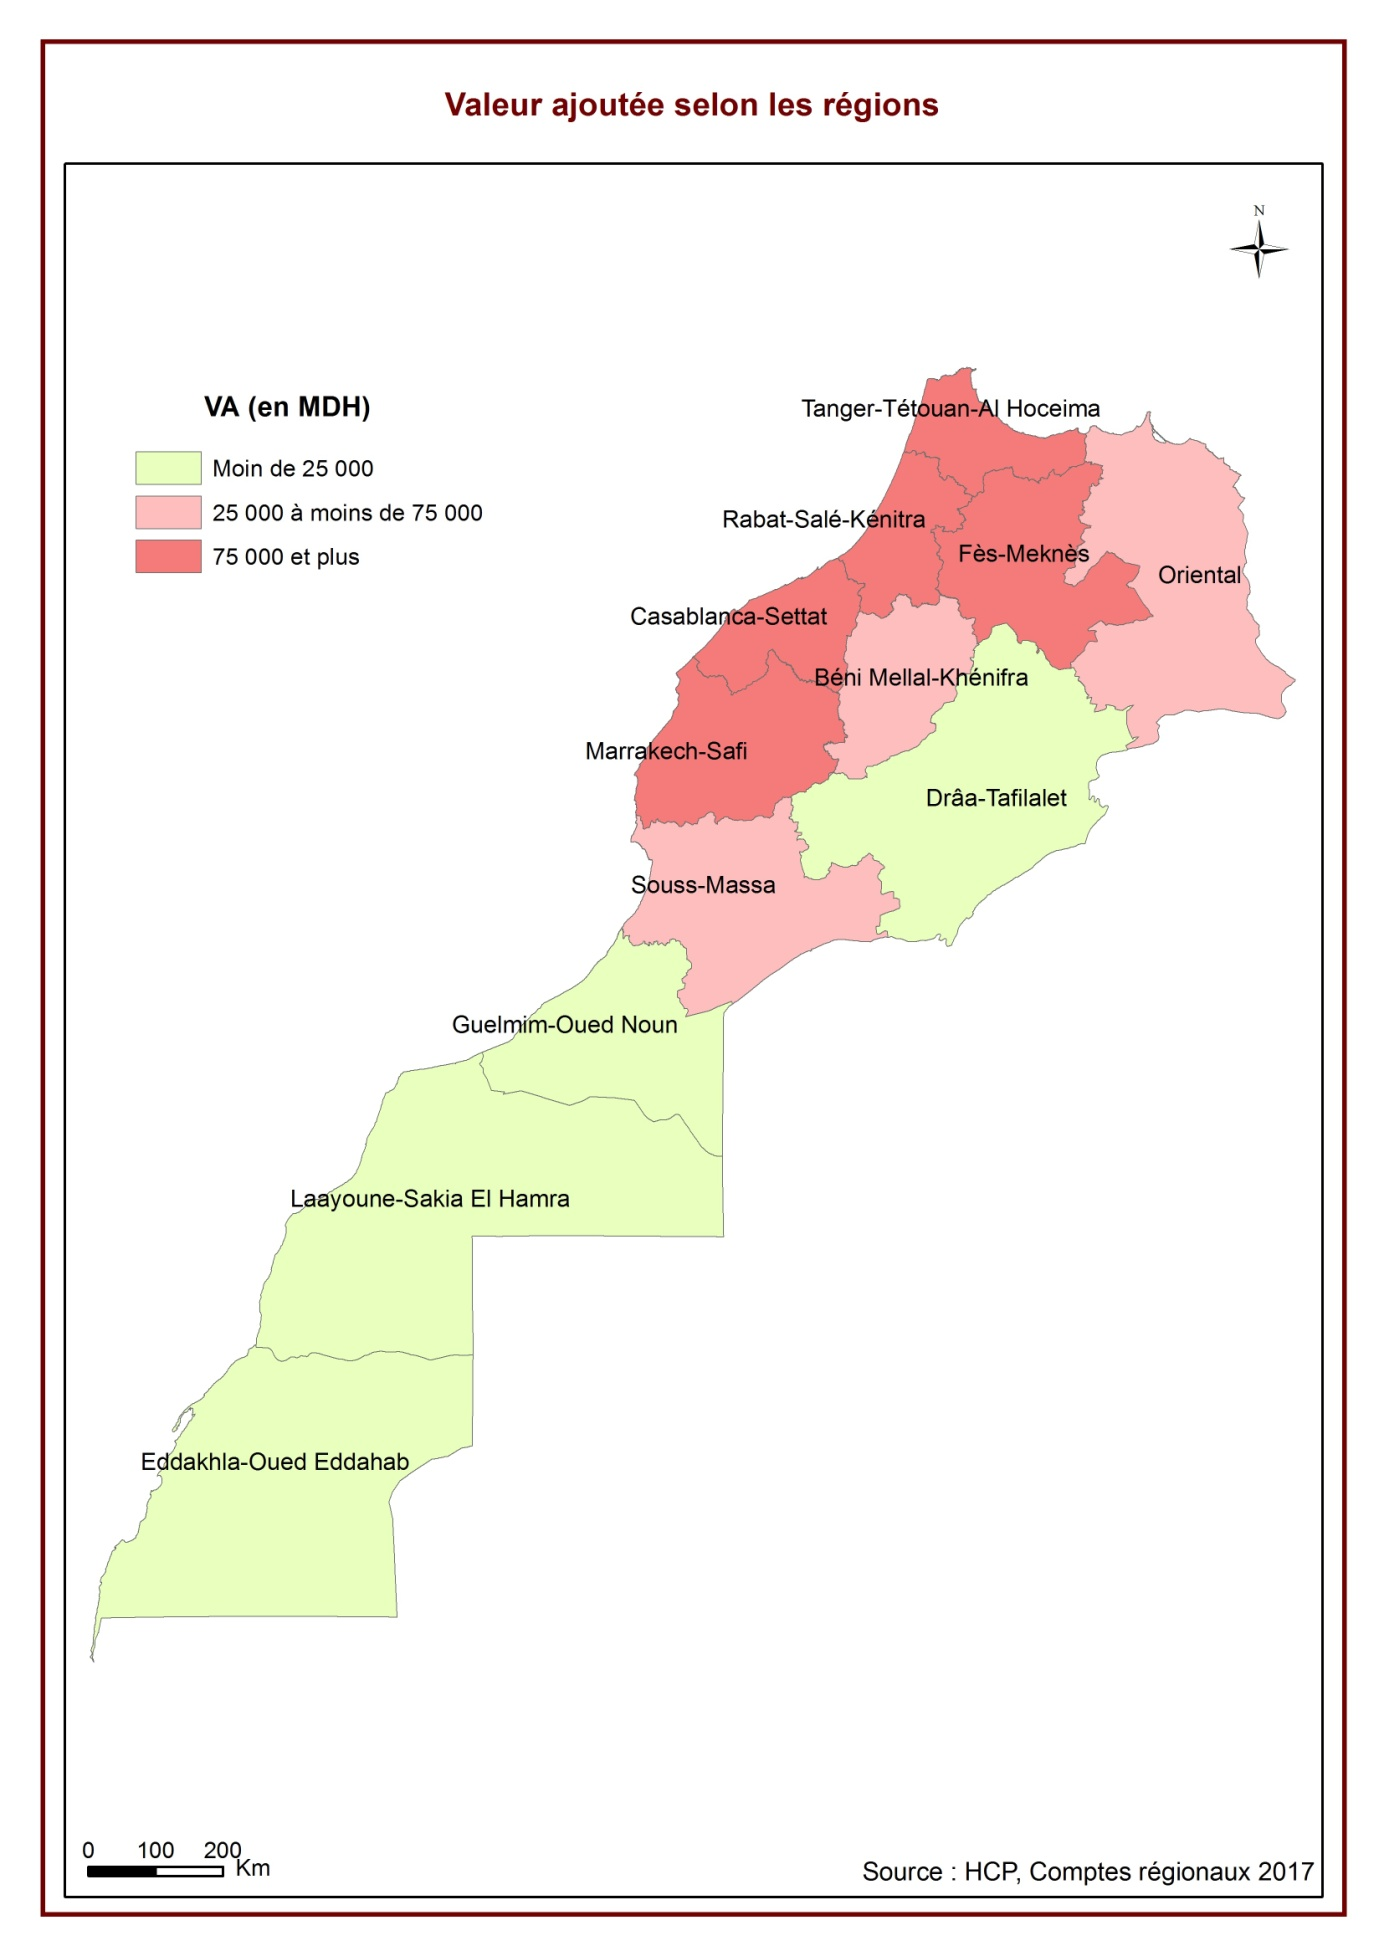 Valeur ajoutée selon les régions
N
VA (en MDH)
Moin de 25 000
25 000 à moins de 75 000
75 000 et plus
Tanger-Tétouan-Al Hoceima
Rabat-Salé-Kénitra
Fès-Meknès
Oriental
Casablanca-Settat
Béni Mellal-Khénifra
Marrakech-Safi
Drâa-Tafilalet
Souss-Massa
Guelmim-Oued Noun
Laayoune-Sakia El Hamra
Eddakhla-Oued Eddahab
0 100 200
Km
Source : HCP, Comptes régionaux 2017